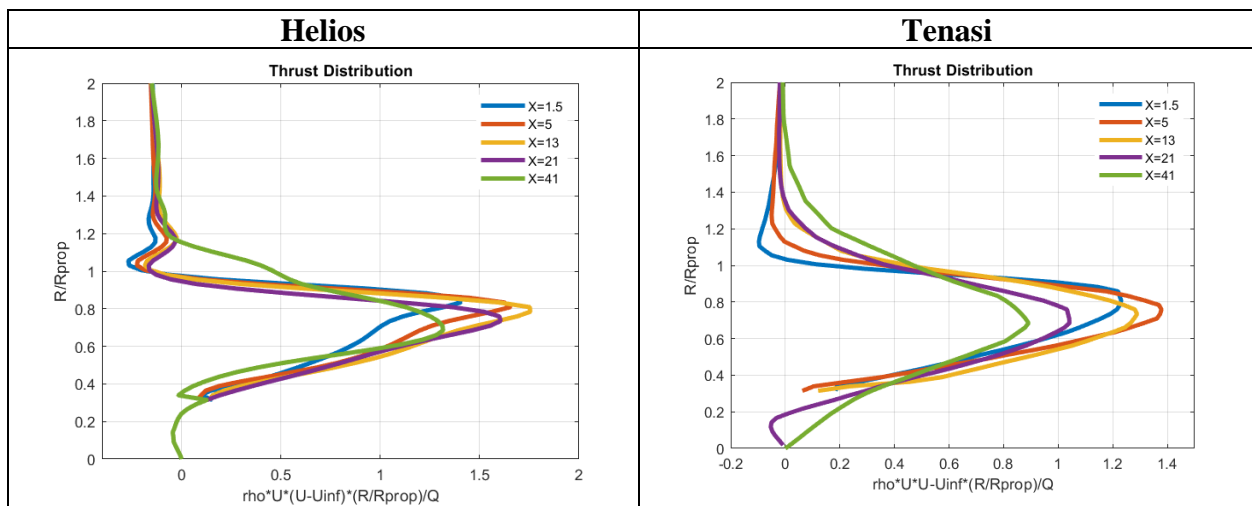 Helios
Tenasi
Thrust Distribution
2
1.8
1.6
1.4
1.2
1
0.8
0.6
0.4
0.2
0
R/Rprop
X=1.5
X=5
X=13
X=21
X=41
0
0.5
1
1.5
2
rho*U*(U-Uinf)*(R/Rprop)/Q
Thrust Distribution
2
1.8
1.6
1.4
1.2
1
0.8
0.6
0.4
0.2
0
R/Rprop
X=1.5
X=5
X=13
X=21
X=41
-0.2
0
0.2
0.4
0.6
0.8
1
1.2
1.4
rho*U*U-Uinf*(R/Rprop)/Q